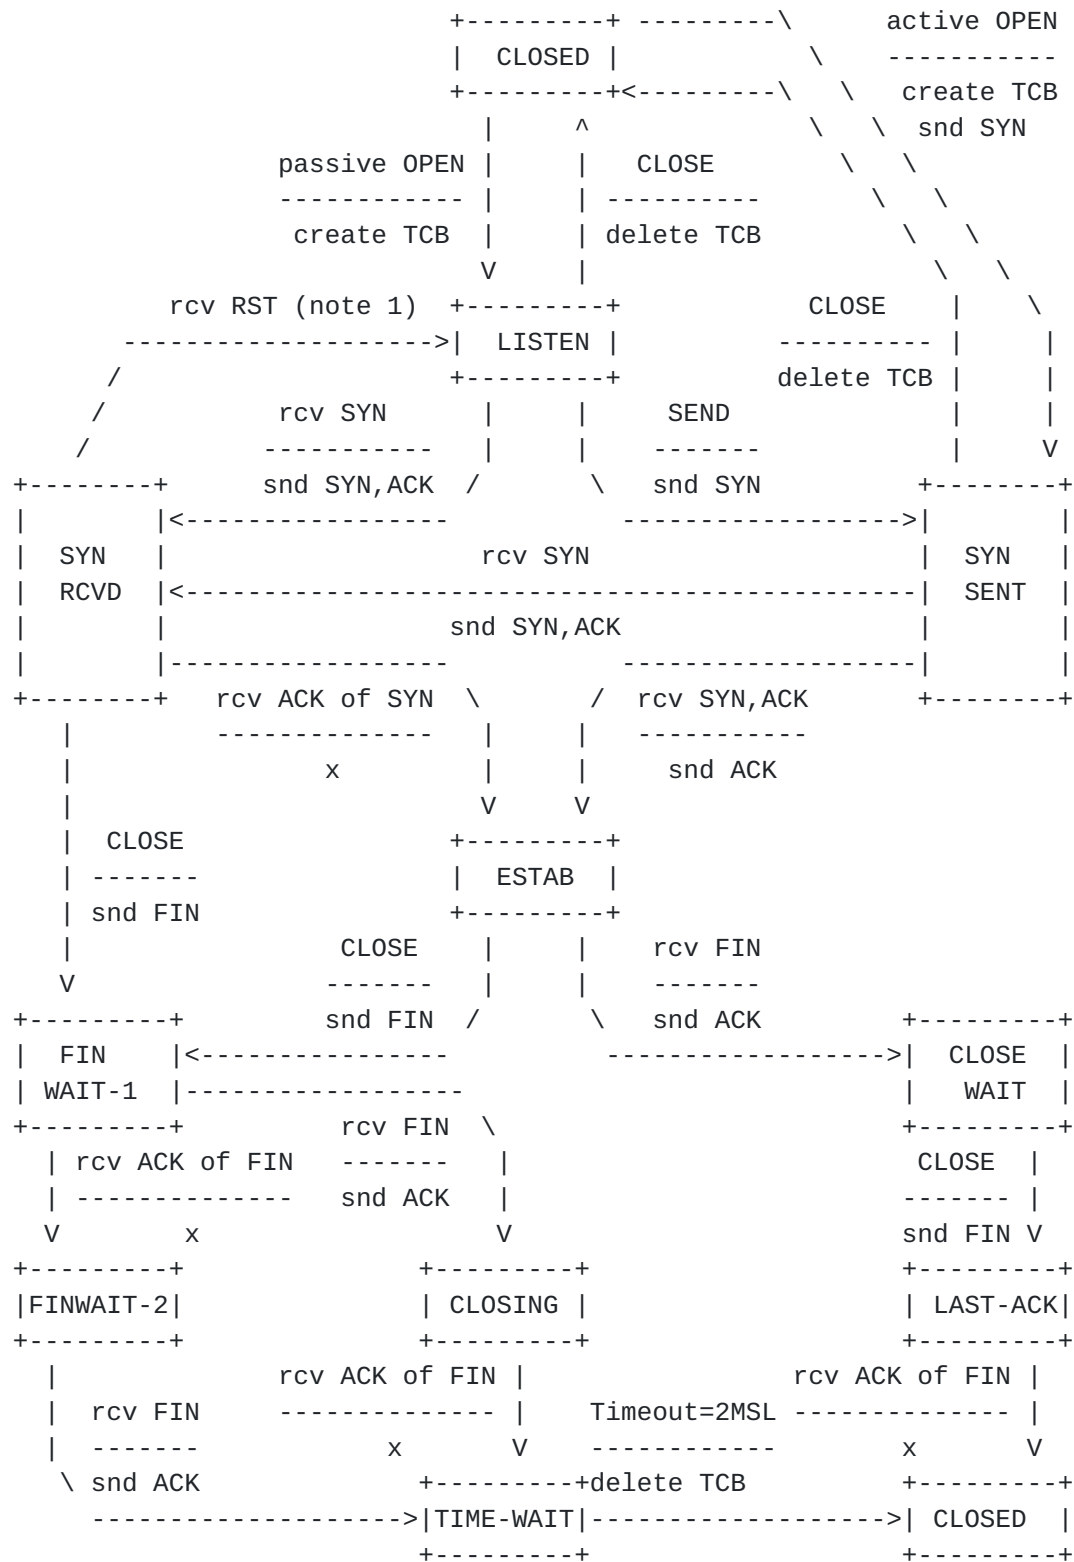 +---------+ ---------\      active OPEN
|  CLOSED |            \    -----------
+---------+<---------\   \   create TCB
|     ^              \   \  snd SYN
passive OPEN |     |   CLOSE        \   \
------------ |     | ----------       \   \
create TCB  |     | delete TCB         \   \
V     |                      \   \
rcv RST (note 1)  +---------+            CLOSE    |    \
-------------------->|  LISTEN |          ---------- |     |
/                     +---------+          delete TCB |     |
/           rcv SYN      |     |     SEND              |     |
/           -----------   |     |    -------            |     V
+--------+      snd SYN,ACK  /       \   snd SYN          +--------+
|        |<-----------------           ------------------>|        |
|  SYN   |                    rcv SYN                     |  SYN   |
|  RCVD  |<-----------------------------------------------|  SENT  |
|        |                  snd SYN,ACK                   |        |
|        |------------------           -------------------|        |
+--------+   rcv ACK of SYN  \       /  rcv SYN,ACK       +--------+
|         --------------   |     |   -----------
|                x         |     |     snd ACK
|                          V     V
|  CLOSE                 +---------+
| -------                |  ESTAB  |
| snd FIN                +---------+
|                 CLOSE    |     |    rcv FIN
V                -------   |     |    -------
+---------+         snd FIN  /       \   snd ACK         +---------+
|  FIN    |<----------------          ------------------>|  CLOSE  |
| WAIT-1  |------------------                            |   WAIT  |
+---------+          rcv FIN  \                          +---------+
| rcv ACK of FIN   -------   |                          CLOSE  |
| --------------   snd ACK   |                         ------- |
V        x                   V                         snd FIN V
+---------+               +---------+                    +---------+
|FINWAIT-2|               | CLOSING |                    | LAST-ACK|
+---------+               +---------+                    +---------+
|              rcv ACK of FIN |                 rcv ACK of FIN |
|  rcv FIN     -------------- |    Timeout=2MSL -------------- |
|  -------            x       V    ------------        x       V
\ snd ACK              +---------+delete TCB          +---------+
-------------------->|TIME-WAIT|------------------->| CLOSED  |
+---------+                    +---------+